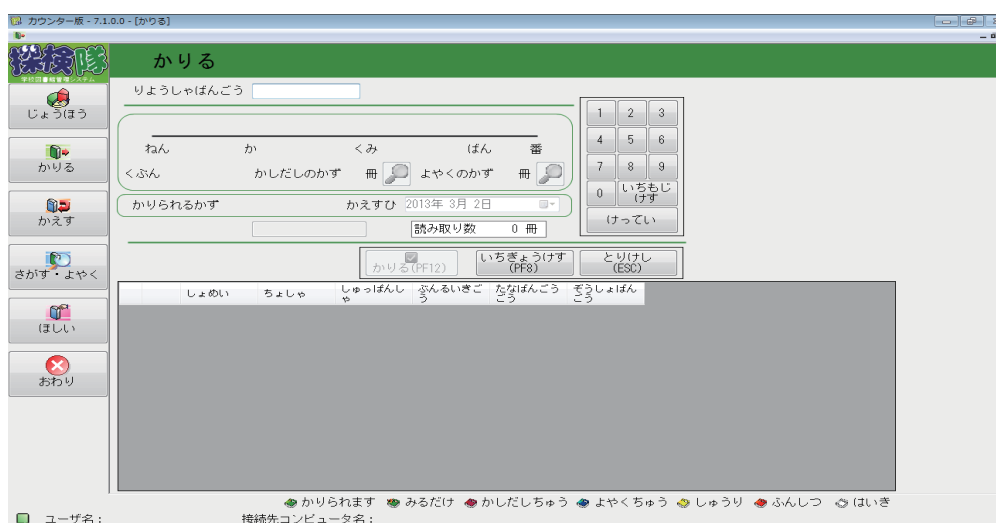 カウンター版 - 7.1.0.0 - [かりる]
探検隊
学校図書館管理システム
かりる
じょうほう
かりる
かえす
さがす・よやく
ほしい
おわり
りようしゃばんごう
ねん か くみ ばん 番
くぶん かしだしのかず 冊 よやくのかず 冊
かりられるかず かえすひ 2013年 3月 2日
読み取り数 0 冊
1 2 3
4 5 6
7 8 9
0 いちもじけす
けってい
かりる(PF12) いちぎょうけす(PF8) とりけし(ESC)
しょめい ちょしゃ しゅっぱんしゃ ぶんるいきごう たなばんごう ぞうしょばんごう
かりられます みるだけ かしだしちゅう よやくちゅう しゅうり ふんしつ はいき
ユーザ名： 接続先コンピュータ名：